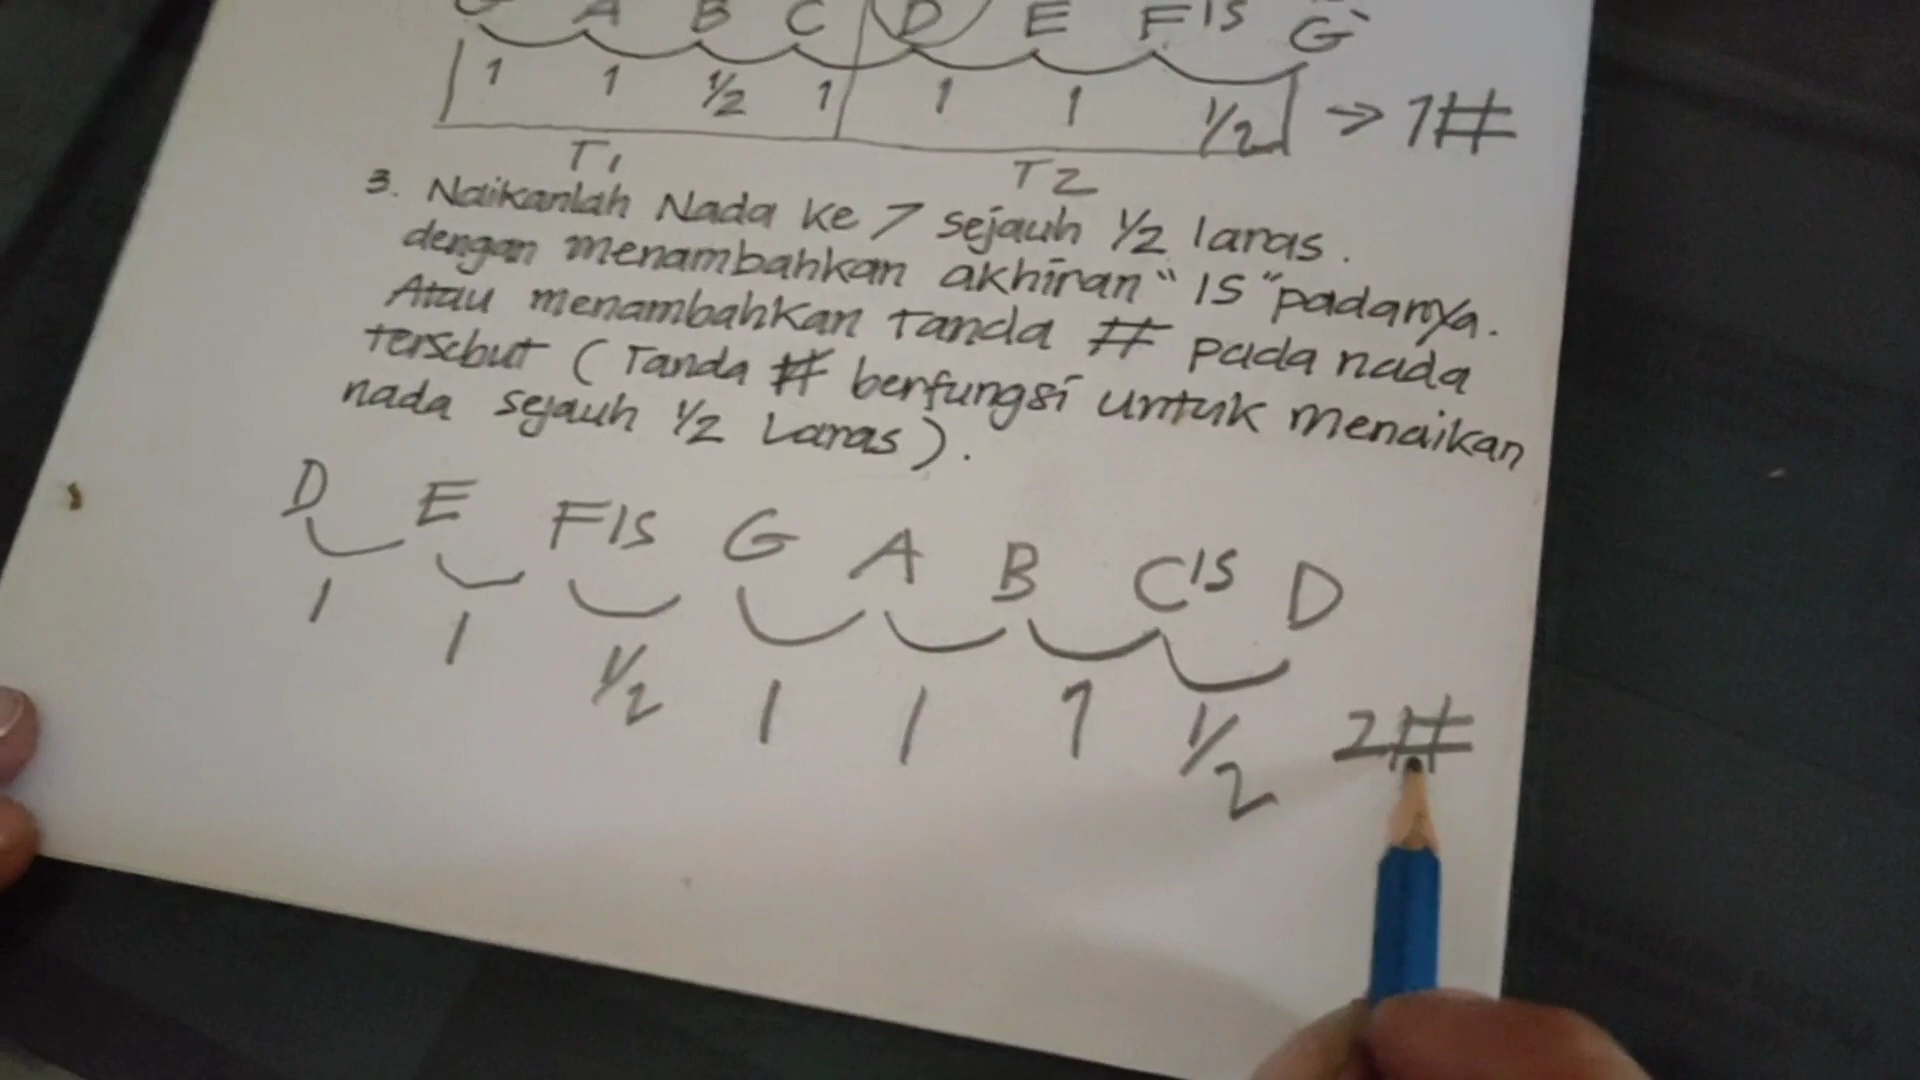 A B C D E FIS G
1 1 ½ 1 1 1 ½ → 1#
T1 T2
3. Naikanlah Nada ke 7 sejauh ½ laras.
dengan menambahkan akhiran "IS" padanya.
Atau menambahkan Tanda # pada nada
tersebut (Tanda # berfungsi untuk menaikan
nada sejauh ½ Laras).
D E FIS G A B CIS D
1 1 ½ 1 1 1 ½ 2#